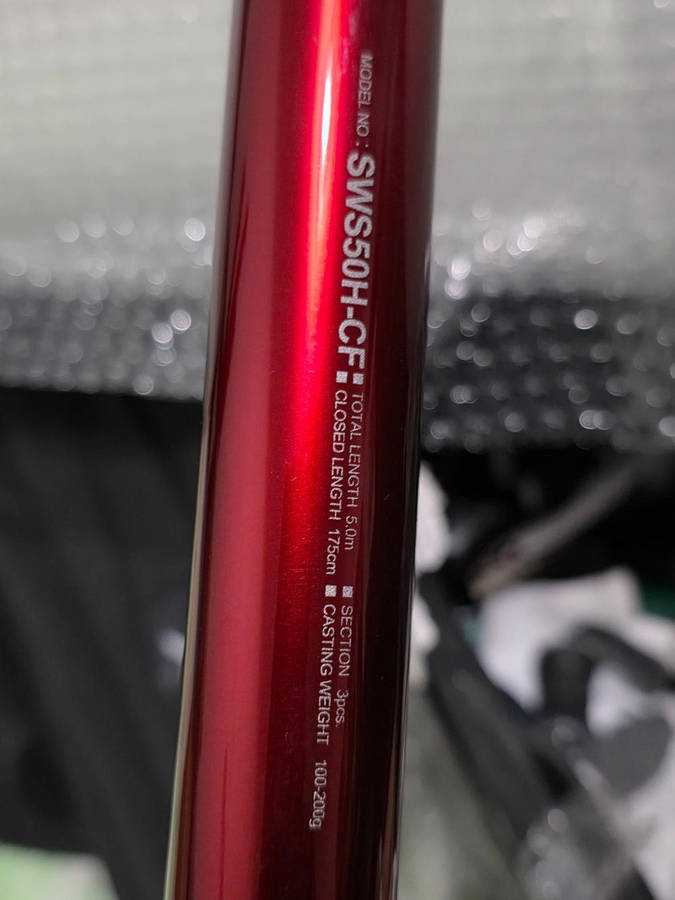 MODEL NO : SWS50H-CF
TOTAL LENGTH 5.0m
SECTION 3pcs.
CLOSED LENGTH 175cm
CASTING WEIGHT 100-200g